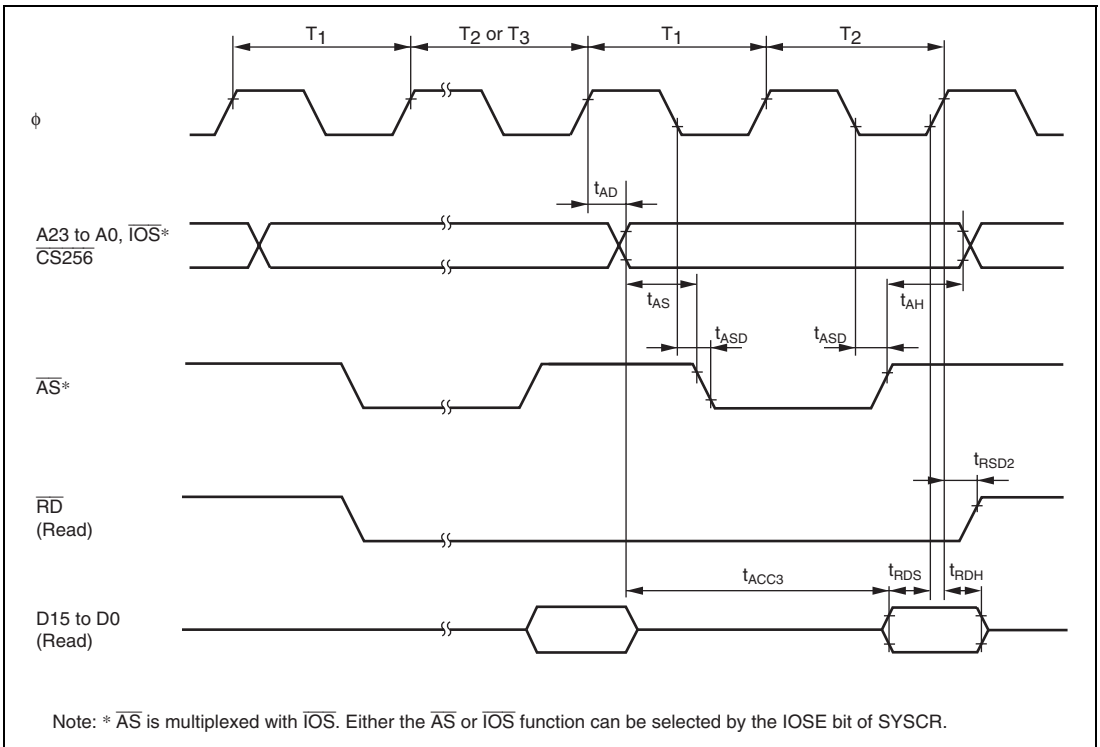 T1 T2 or T3 T1 T2
ϕ
tAD
A23 to A0, IOS*
CS256
tAS tAH
tASD tASD
AS*
tRSD2
RD
(Read)
tACC3 tRDS tRDH
D15 to D0
(Read)
Note: * AS is multiplexed with IOS. Either the AS or IOS function can be selected by the IOSE bit of SYSCR.